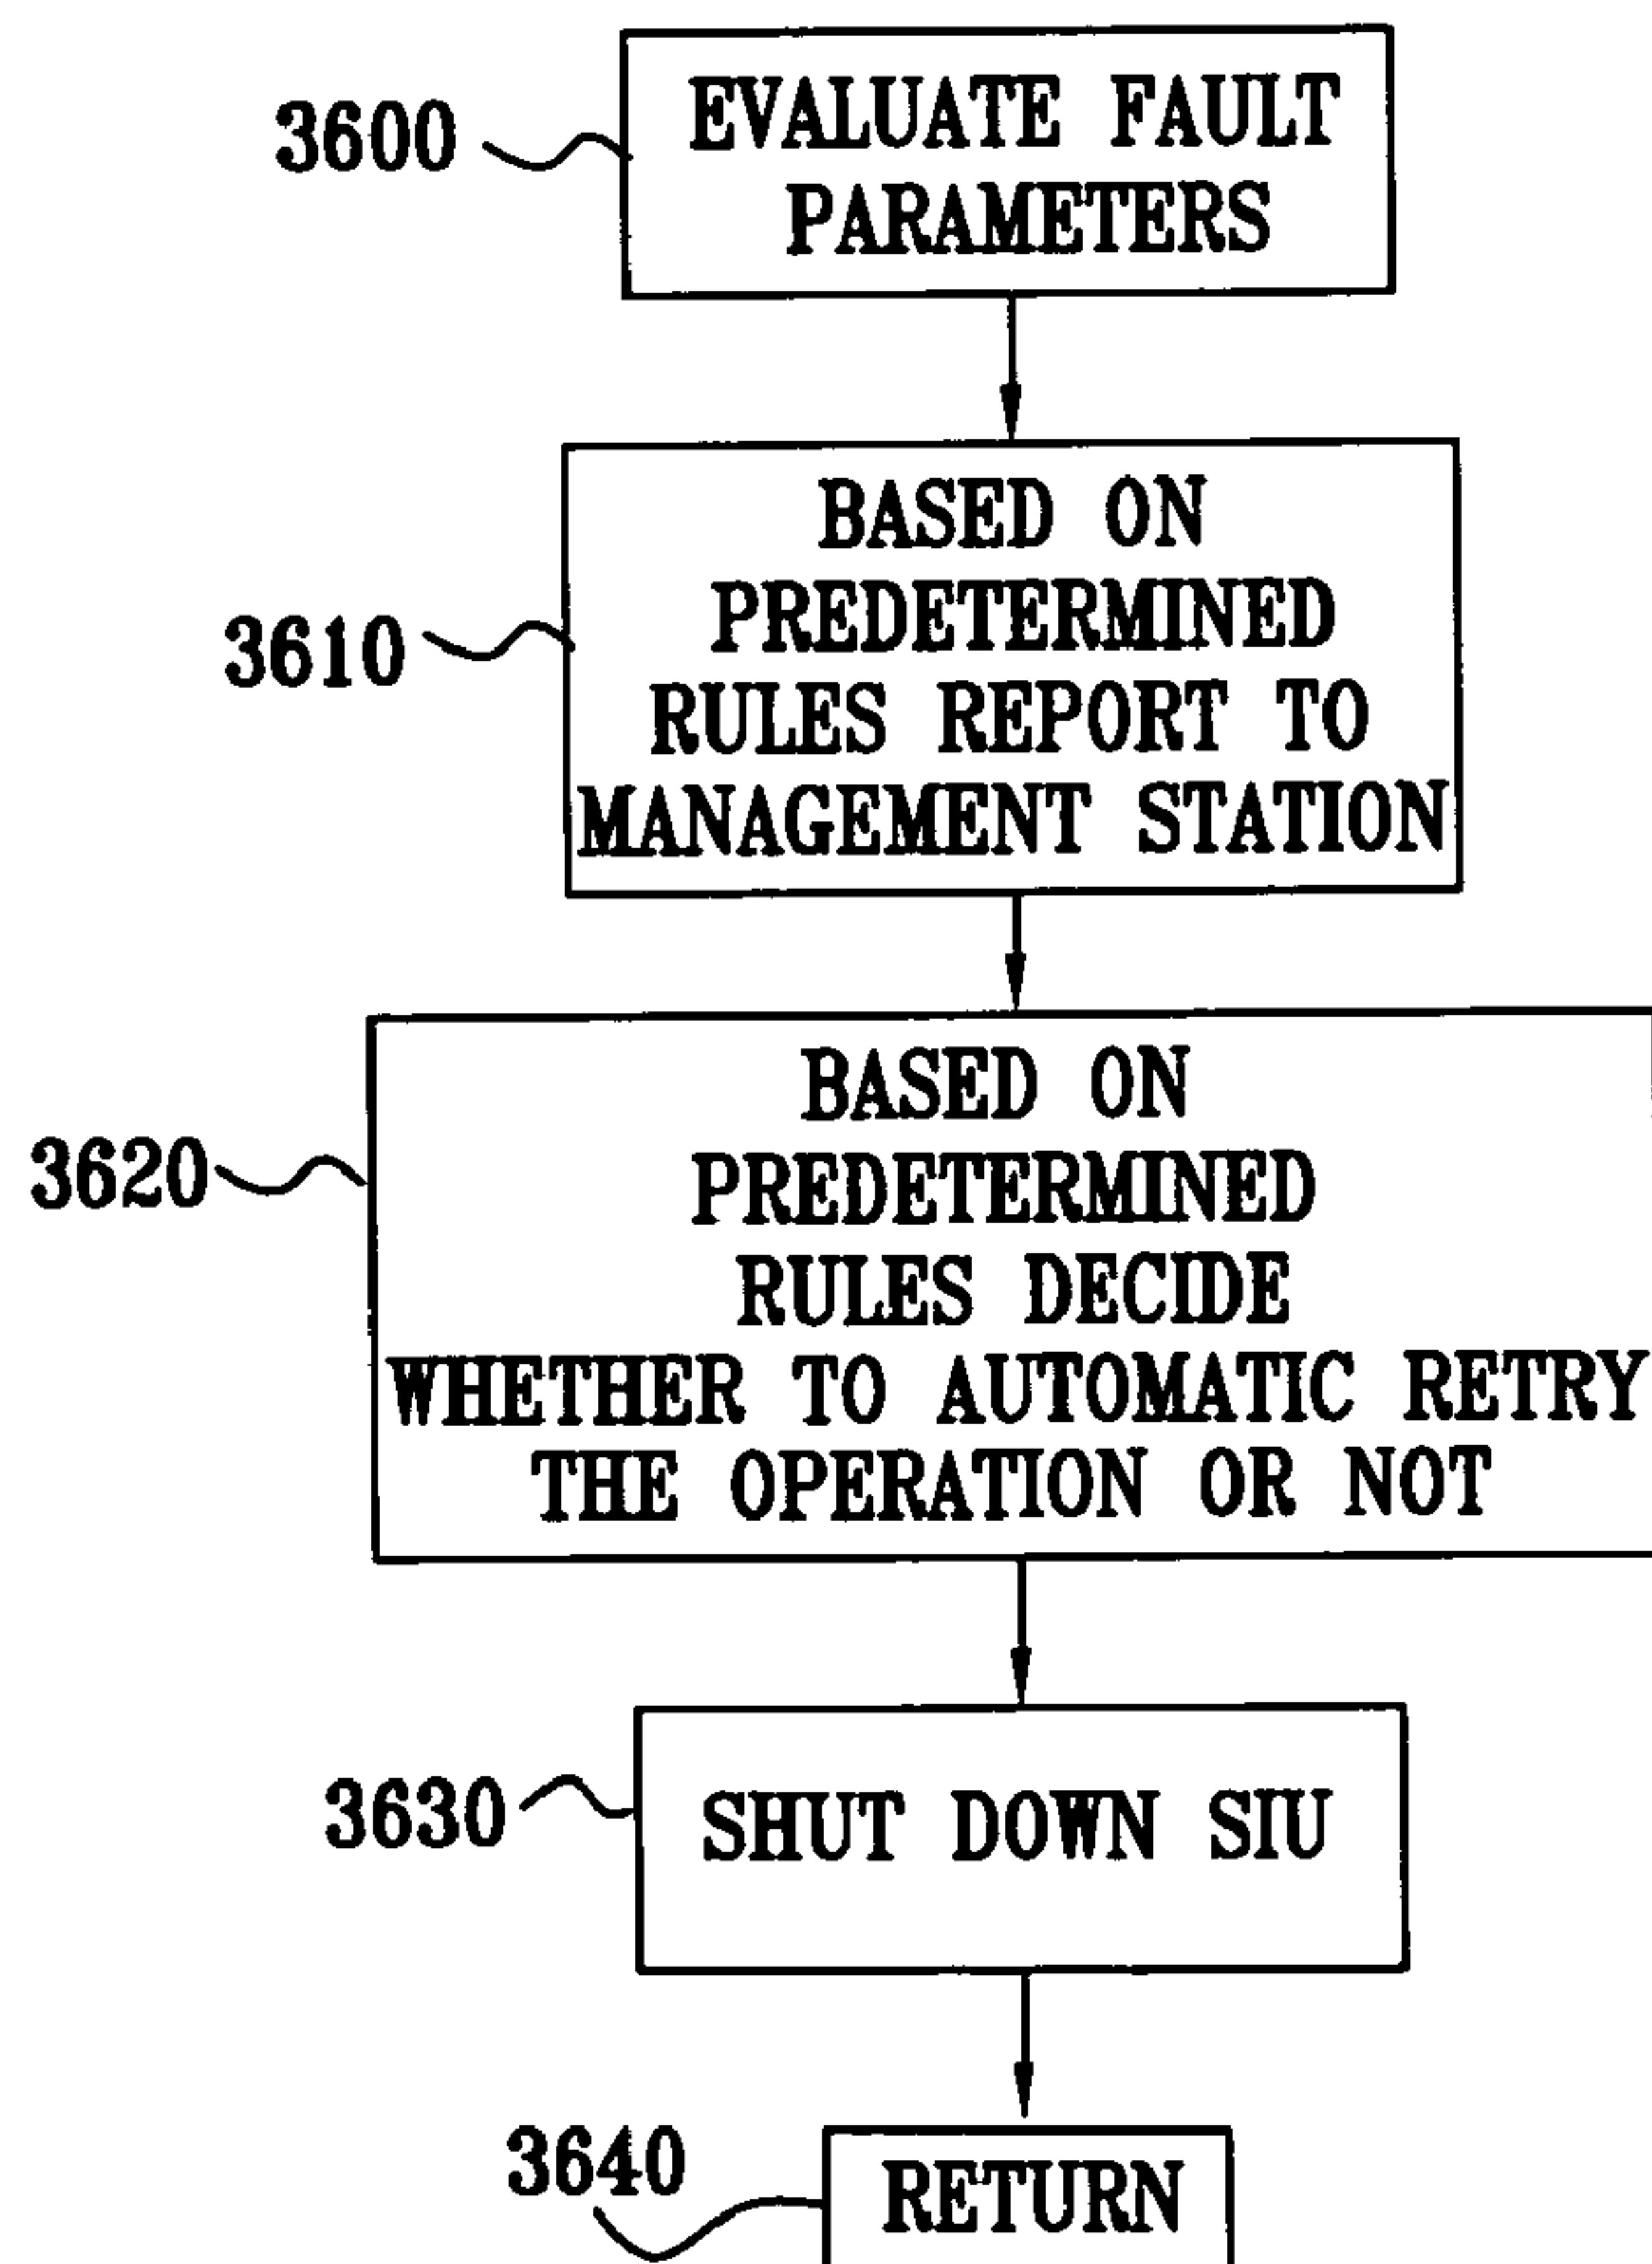 3600
EVALUATE FAULT
PARAMETERS
3610
BASED ON
PREDETERMINED
RULES REPORT TO
MANAGEMENT STATION
3620
BASED ON
PREDETERMINED
RULES DECIDE
WHETHER TO AUTOMATIC RETRY
THE OPERATION OR NOT
3630
SHUT DOWN SIU
3640
RETURN